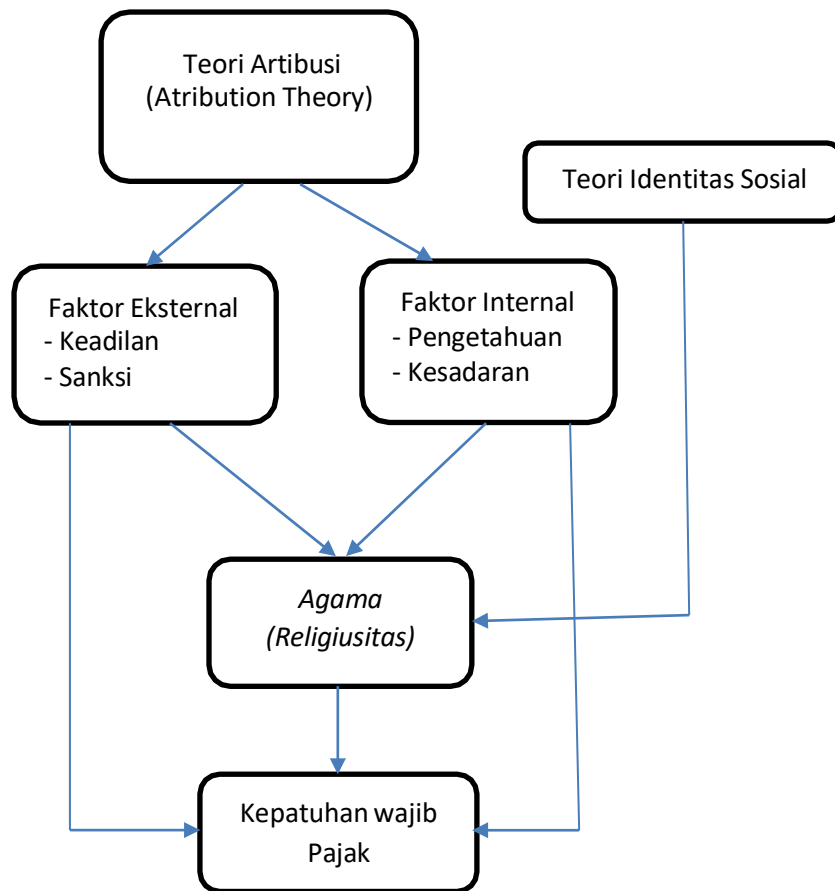 Teori Artibusi
(Atribution Theory)
Teori Identitas Sosial
Faktor Eksternal
- Keadilan
- Sanksi
Faktor Internal
- Pengetahuan
- Kesadaran
Agama
(Religiusitas)
Kepatuhan wajib
Pajak